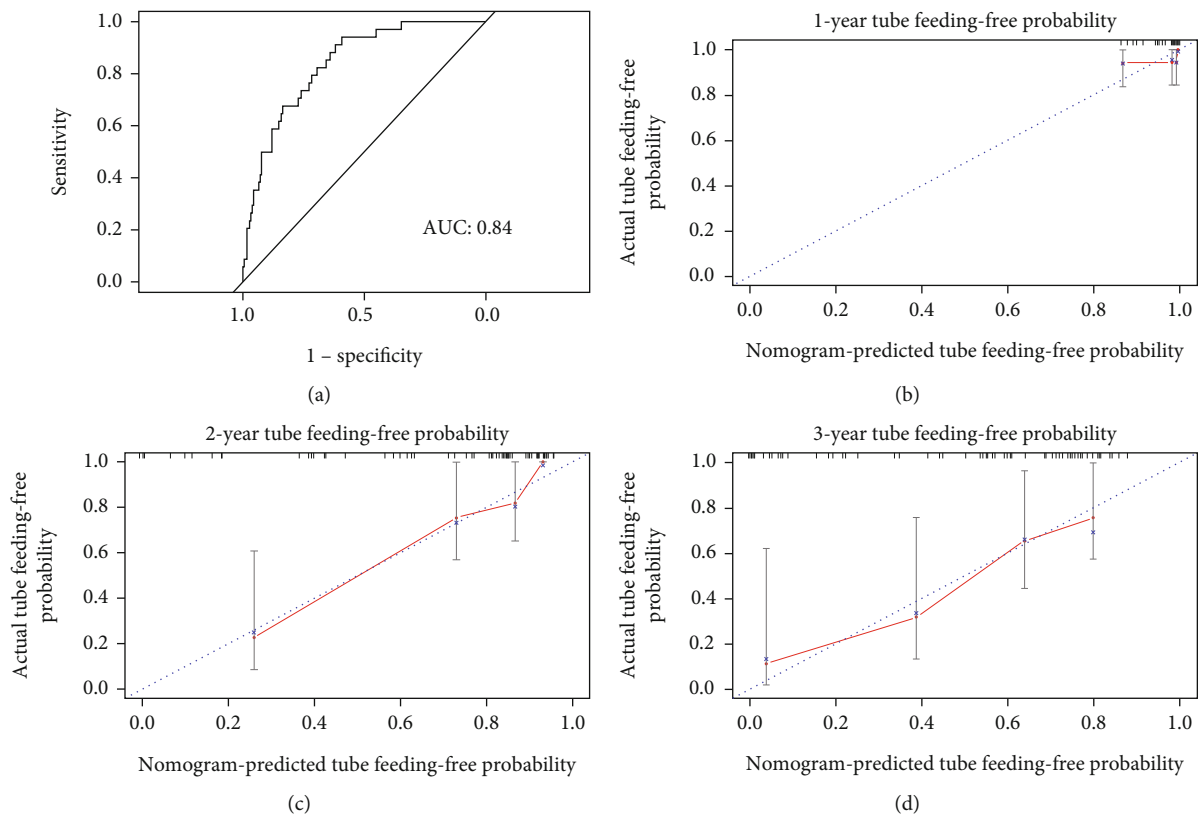 1.0
0.8
0.6
0.4
0.2
0.0
Sensitivity
AUC: 0.84
1.0 0.5 0.0
1 – specificity
(a)
1-year tube feeding-free probability
1.0
0.8
0.6
0.4
0.2
0.0
Actual tube feeding-free
probability
0.0 0.2 0.4 0.6 0.8 1.0
Nomogram-predicted tube feeding-free probability
(b)
2-year tube feeding-free probability
1.0
0.8
0.6
0.4
0.2
0.0
Actual tube feeding-free
probability
0.0 0.2 0.4 0.6 0.8 1.0
Nomogram-predicted tube feeding-free probability
(c)
3-year tube feeding-free probability
1.0
0.8
0.6
0.4
0.2
0.0
Actual tube feeding-free
probability
0.0 0.2 0.4 0.6 0.8 1.0
Nomogram-predicted tube feeding-free probability
(d)